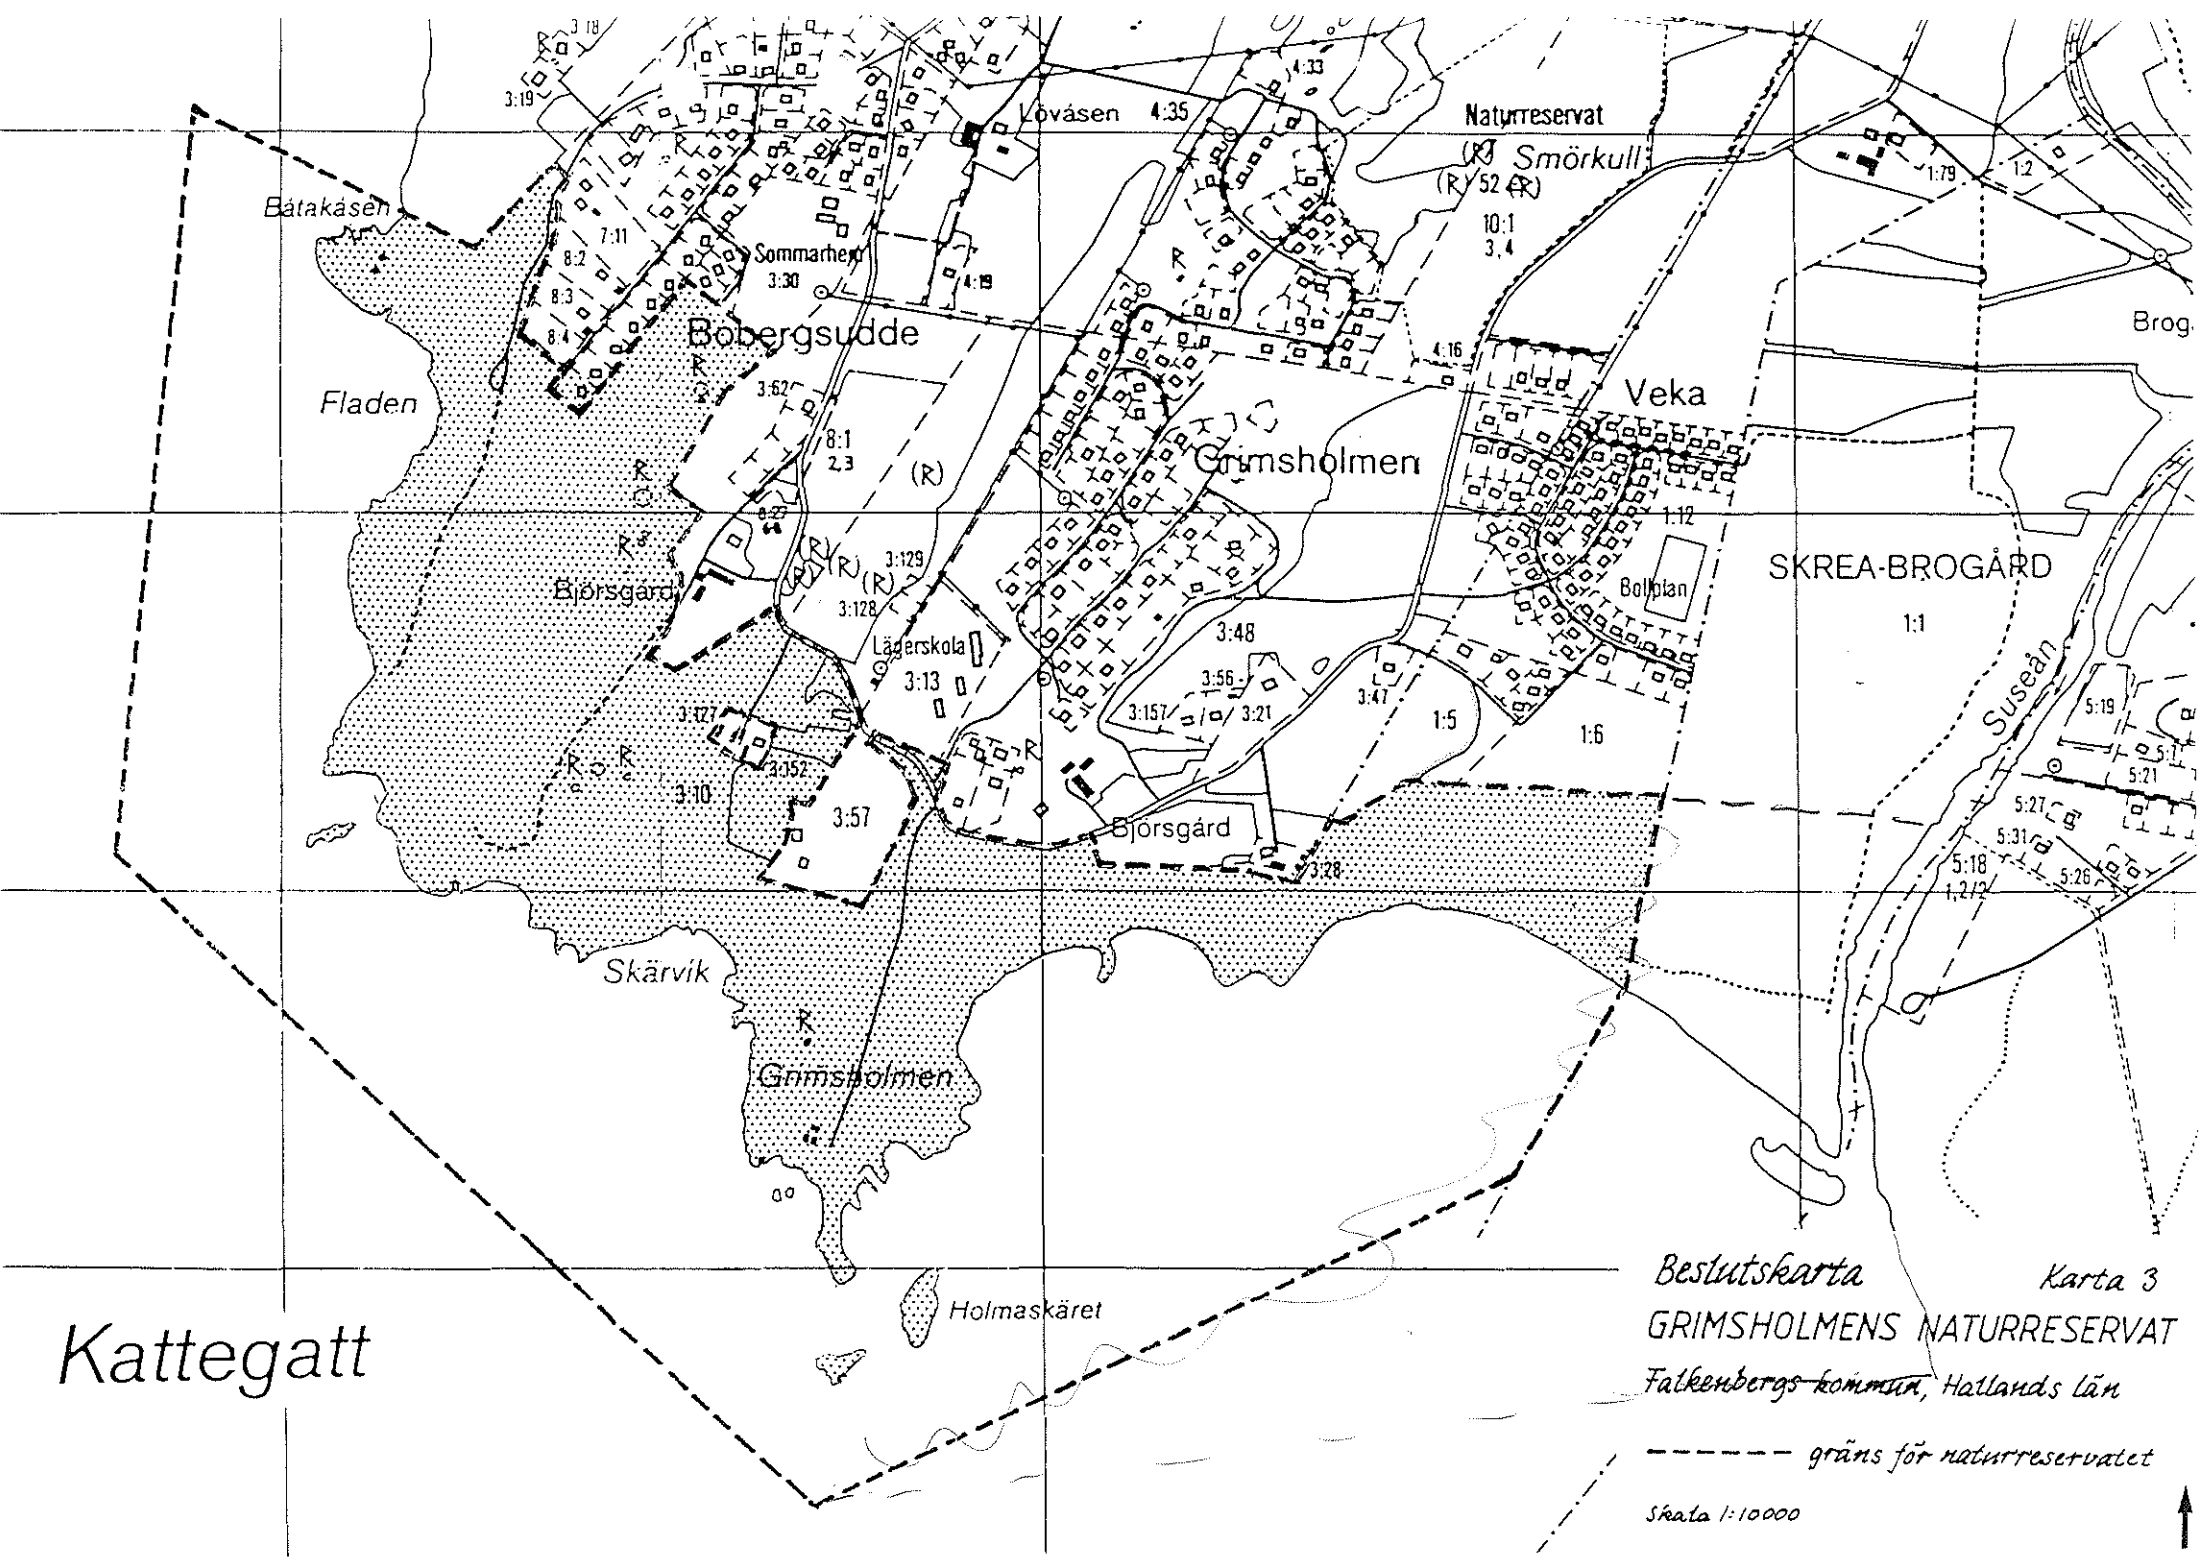 3:18
R
3:19
4:33
Lövåsen 4:35
Naturreservat
(R) Smörkull
(R) 52 (R)
10:1
3,4
1:79
1:2
R
Båtakåsen
7:11
8:2
8:3
8:4
Sommarhem
3:30
4:19
R
Bobergsudde
Brog
R
4:16
Veka
Fladen
3:62
8:1
2,3
(R)
Grimsholmen
R
8:27
1:12
R
(R)
(R)
(R)
(R)
3:129
SKREA-BROGÅRD
1:1
Björsgård
3:128
Bollplan
Lägerskola
3:13
3:48
3:56
3:47
3:157
3:21
1:5
1:6
Suseån
5:19
3:127
R
R
R
3:152
3:10
3:57
5:1
5:21
5:27
5:31
5:18
1,2/2
5:26
Björsgård
3:28
Skärvik
R
Grimsholmen
Holmaskäret
Kattegatt
Beslutskarta Karta 3
GRIMSHOLMENS NATURRESERVAT
Falkenbergs kommun, Hallands län
gräns för naturreservatet
Skala 1:10000